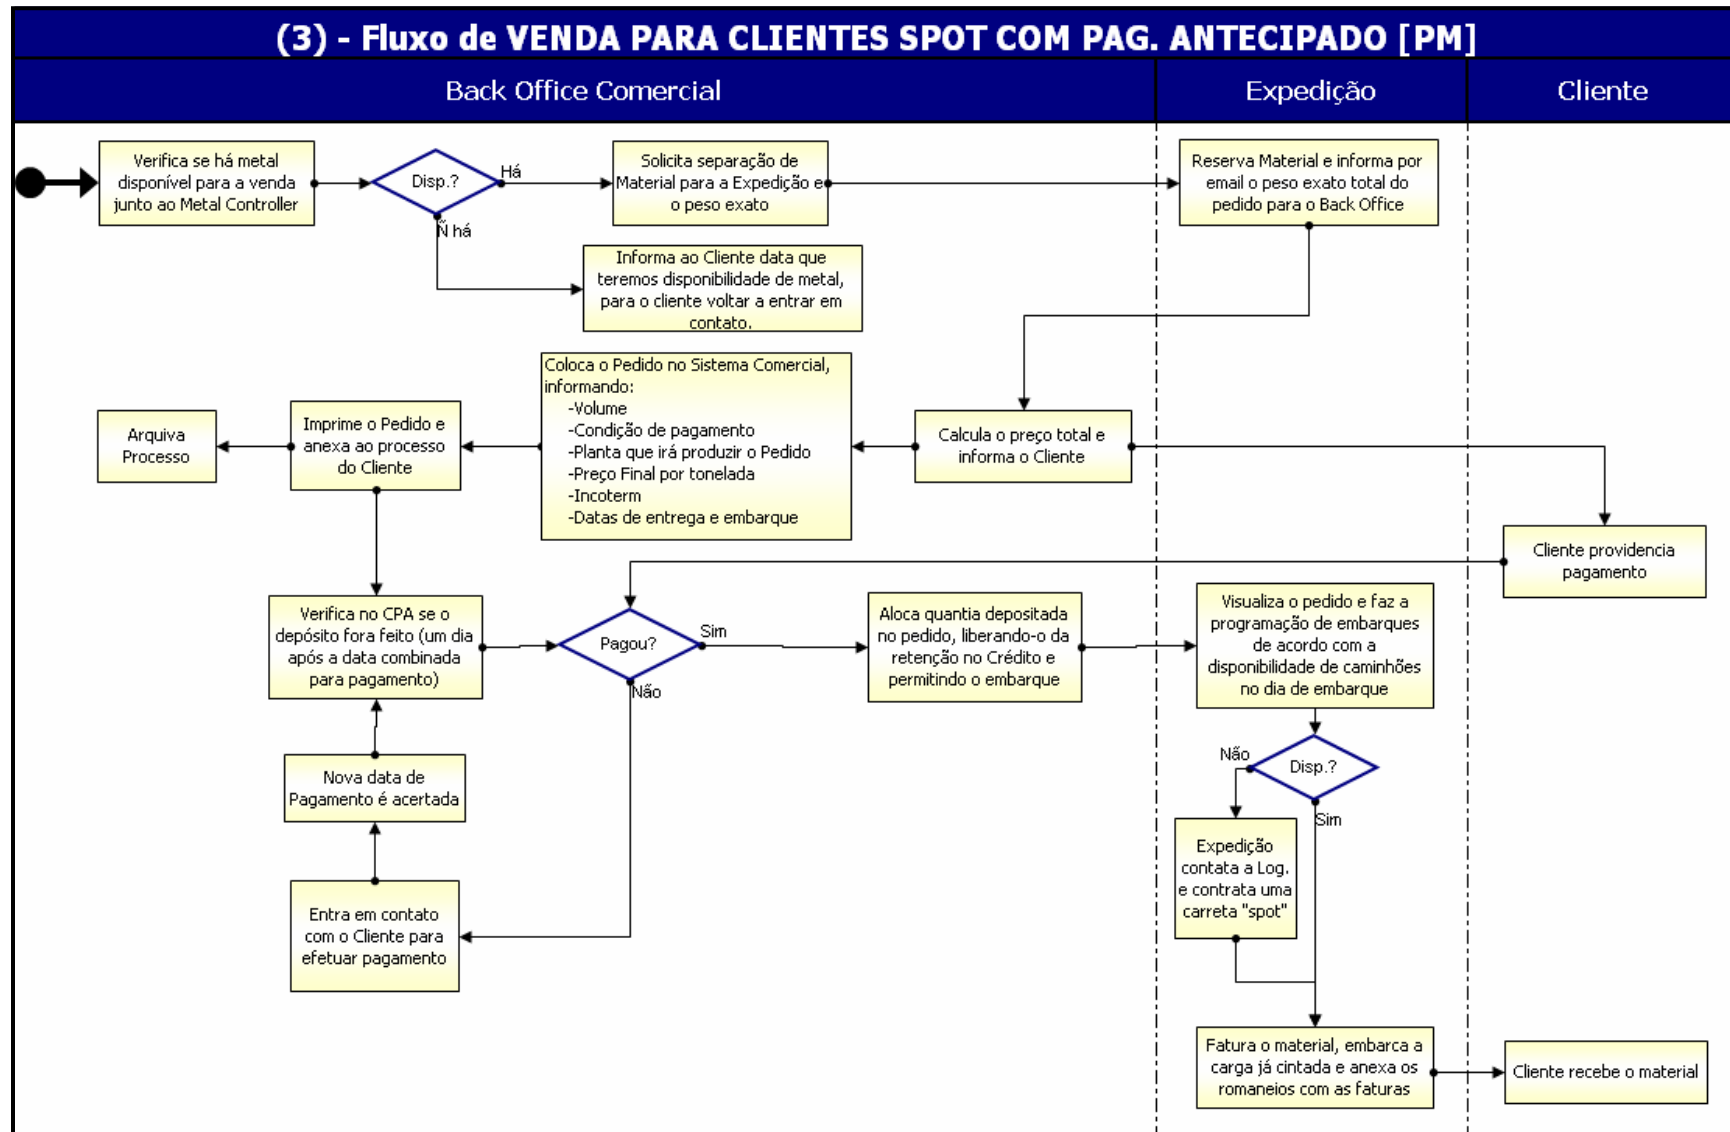 (3) - Fluxo de VENDA PARA CLIENTES SPOT COM PAG. ANTECIPADO [PM]
Back Office Comercial
Expedição
Cliente
Verifica se há metal
disponível para a venda
junto ao Metal Controller
Disp.?
Há
Ñ há
Solicita separação de
Material para a Expedição e
o peso exato
Reserva Material e informa por
email o peso exato total do
pedido para o Back Office
Informa ao Cliente data que
teremos disponibilidade de metal,
para o cliente voltar a entrar em
contato.
Arquiva
Processo
Imprime o Pedido e
anexa ao processo
do Cliente
Coloca o Pedido no Sistema Comercial,
informando:
-Volume
-Condição de pagamento
-Planta que irá produzir o Pedido
-Preço Final por tonelada
-Incoterm
-Datas de entrega e embarque
Calcula o preço total e
informa o Cliente
Cliente providencia
pagamento
Verifica no CPA se o
depósito fora feito (um dia
após a data combinada
para pagamento)
Pagou?
Sim
Não
Aloca quantia depositada
no pedido, liberando-o da
retenção no Crédito e
permitindo o embarque
Visualiza o pedido e faz a
programação de embarques
de acordo com a
disponibilidade de caminhões
no dia de embarque
Nova data de
Pagamento é acertada
Não
Disp.?
Sim
Expedição
contata a Log.
e contrata uma
carreta "spot"
Entra em contato
com o Cliente para
efetuar pagamento
Fatura o material, embarca a
carga já cintada e anexa os
romaneios com as faturas
Cliente recebe o material